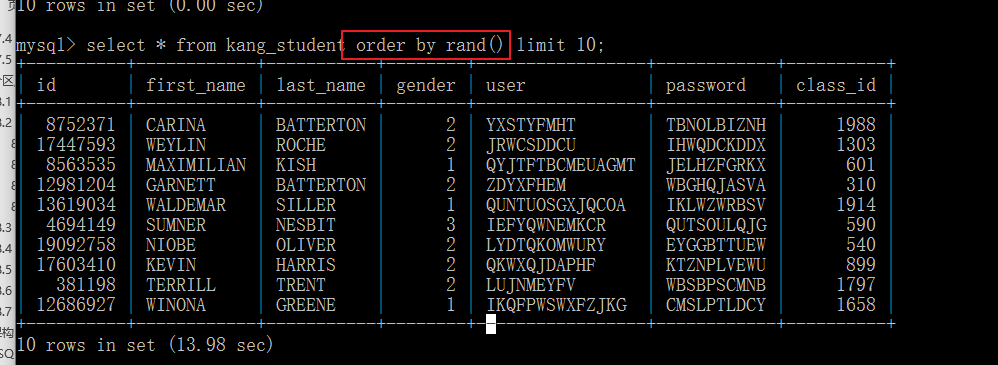 10 rows in set (0.00 sec)
mysql> select * from kang_student order by rand() limit 10;
id | first_name | last_name | gender | user | password | class_id
8752371 | CARINA | BATTERTON | 2 | YXSTYFMHT | TBNOLBIZNH | 1988
17447593 | WEYLIN | ROCHE | 2 | JRWCSDDCU | IHWQDCKDDX | 1303
8563535 | MAXIMILIAN | KISH | 1 | QYJTFTBCMEUAGMT | JELHZFGRKX | 601
12981204 | GARNETT | BATTERTON | 2 | ZDYXFHEM | WBGHQJASVA | 310
13619034 | WALDEMAR | SILLER | 1 | QUNTUOSGXJQCOA | IKLWZWRBSV | 1914
4694149 | SUMNER | NESBIT | 3 | IEFYQWNEMKCR | QUTSOULQJG | 590
19092758 | NIOBE | OLIVER | 2 | LYDTQKOMWURY | EYGGBTTUEW | 540
17603410 | KEVIN | HARRIS | 2 | QKWXQJDAPHF | KTZNPLVEWU | 899
381198 | TERRILL | TRENT | 2 | LUJNMEYFV | WBSBPSCMNB | 1797
12686927 | WINONA | GREENE | 1 | IKQFPWSWXFZJKG | CMSLPTLDCY | 1658
10 rows in set (13.98 sec)